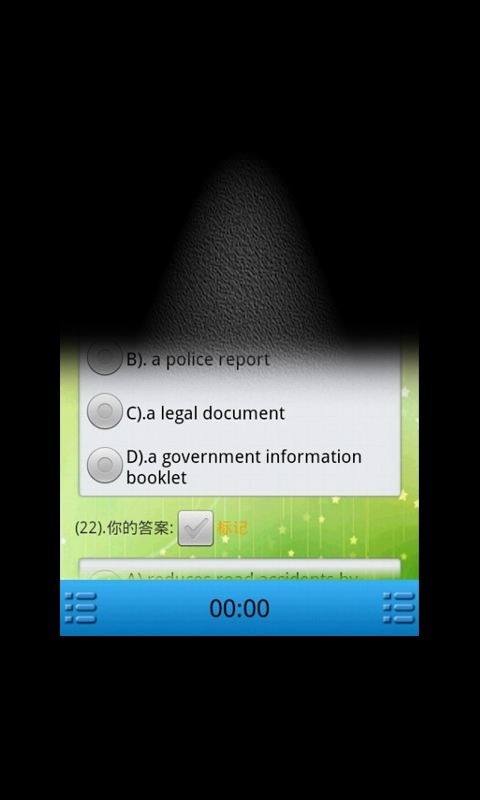 B). a police report
C).a legal document
D).a government information
booklet
(22).你的答案: 标记
A) reduces road accidents by
00:00